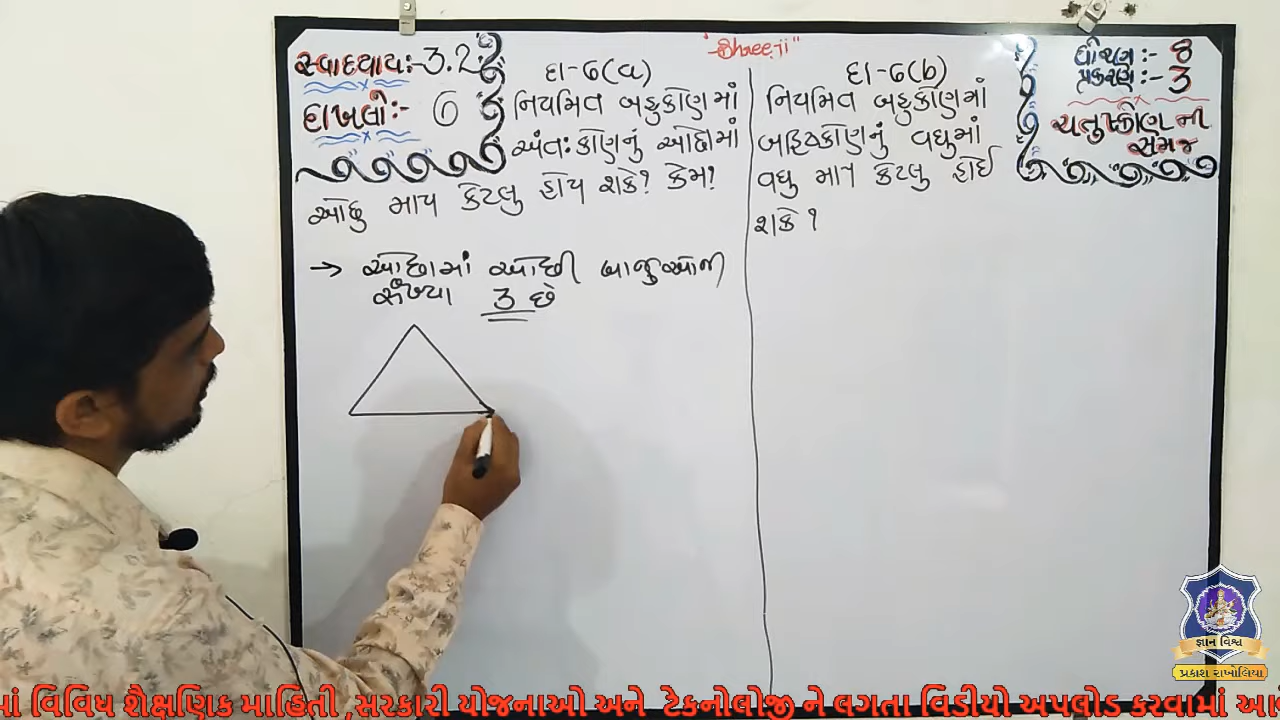 "Shreeji"
સ્વાધ્યાય:- 3.2
દાખલો:- 6
દા-6(a)
નિયમિત બહુકોણમાં
અંતઃકોણનું ઓછામાં
ઓછુ માપ કેટલુ હોય શકે? કેમ?
→ ઓછામાં ઓછી બાજુઓની
સંખ્યા 3 છે
દા-6(b)
નિયમિત બહુકોણમાં
બાહ્યકોણનું વધુમાં
વધુ માપ કેટલુ હોઈ
શકે ?
ધોરણ:- 8
પ્રકરણ:- 3
ચતુષ્કોણ ની
સમજ
જ્ઞાન વિશ્વ
પ્રકાશ રાખોલિયા
માં વિવિધ શૈક્ષણિક માહિતી ,સરકારી યોજનાઓ અને ટેકનોલોજી ને લગતા વિડીયો અપલોડ કરવામાં